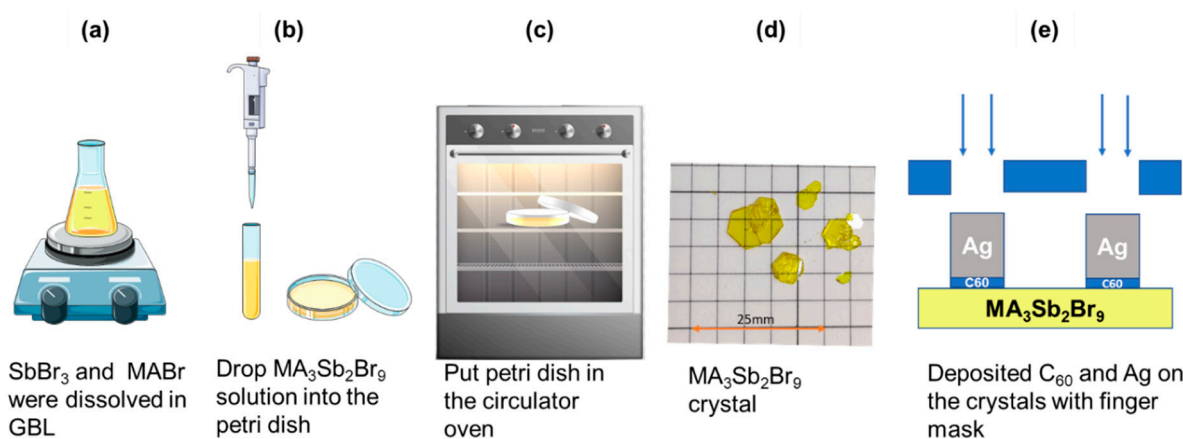 (a)
(b)
(c)
(d)
(e)
25mm
Ag
Ag
C60
C60
MA₃Sb₂Br₉
SbBr₃ and MABr
were dissolved in
GBL
Drop MA₃Sb₂Br₉
solution into the
petri dish
Put petri dish in
the circulator
oven
MA₃Sb₂Br₉
crystal
Deposited C₆₀ and Ag on
the crystals with finger
mask